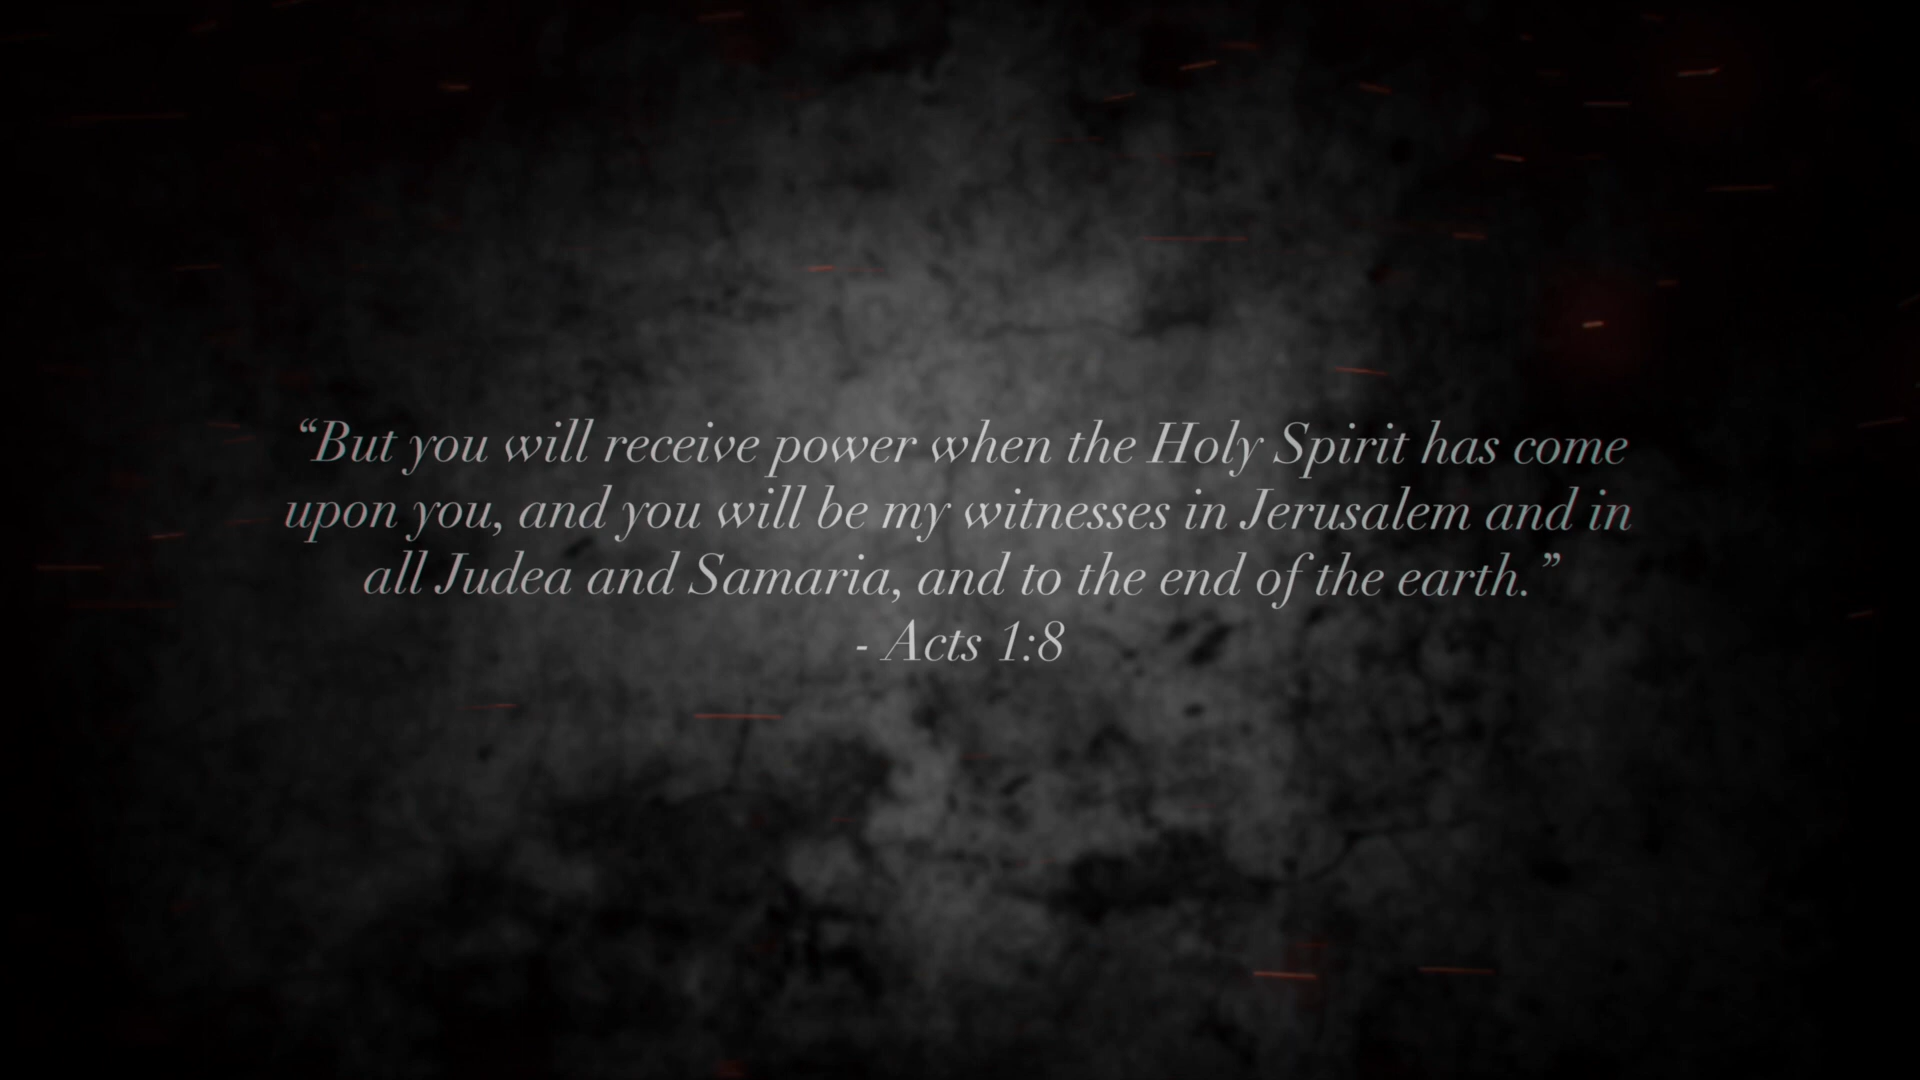 “But you will receive power when the Holy Spirit has come
upon you, and you will be my witnesses in Jerusalem and in
all Judea and Samaria, and to the end of the earth.”
- Acts 1:8